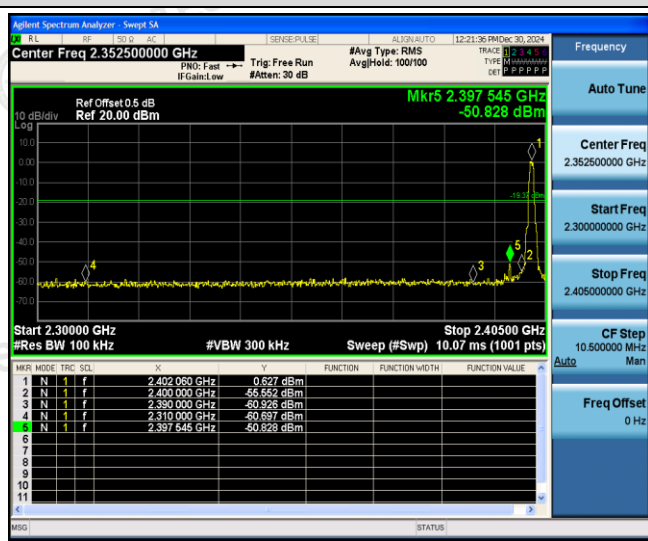 Agilent Spectrum Analyzer - Swept SA
RL RF 50 Ω AC SENSE:PULSE ALIGNAUTO 12:21:36 PM Dec 30, 2024
Center Freq 2.352500000 GHz
PNO: Fast
IFGain:Low
Trig: Free Run
#Atten: 30 dB
#Avg Type: RMS
Avg|Hold: 100/100
TRACE 1 2 3 4 5 6
TYPE M
DET P P P P P P
Ref Offset 0.5 dB
Ref 20.00 dBm
10 dB/div
Log
Mkr5 2.397 545 GHz
-50.828 dBm
10.0
0.00
-10.0
-20.0
-30.0
-40.0
-50.0
-60.0
-70.0
1
2
3
4
5
Start 2.30000 GHz
Stop 2.40500 GHz
#Res BW 100 kHz
#VBW 300 kHz
Sweep (#Swp) 10.07 ms (1001 pts)
MKR MODE TRC SCL X Y FUNCTION FUNCTION WIDTH FUNCTION VALUE
1 N 1 f 2.402 060 GHz 0.627 dBm
2 N 1 f 2.400 000 GHz -55.552 dBm
3 N 1 f 2.390 000 GHz -60.926 dBm
4 N 1 f 2.310 000 GHz -60.697 dBm
5 N 1 f 2.397 545 GHz -50.828 dBm
6
7
8
9
10
11
MSG STATUS
Frequency
Auto Tune
Center Freq
2.352500000 GHz
Start Freq
2.300000000 GHz
Stop Freq
2.405000000 GHz
CF Step
10.500000 MHz
Auto Man
Freq Offset
0 Hz